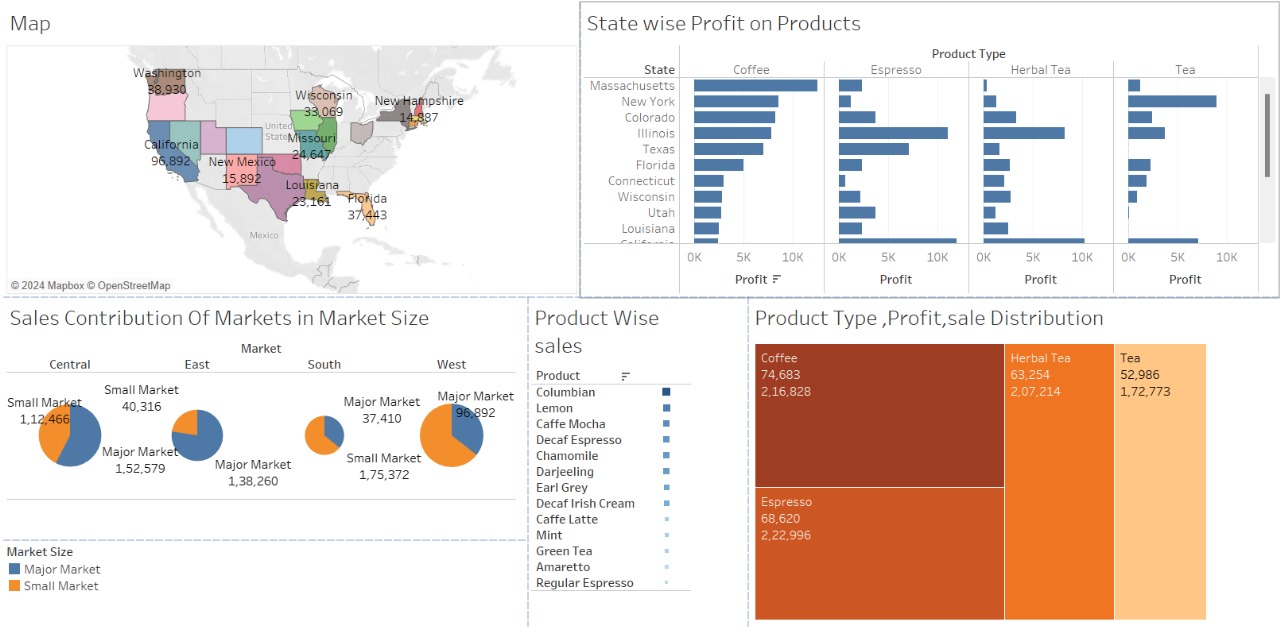 Map
Washington
38,930
Wisconsin
33,069
New Hampshire
14,887
United
States
Missouri
24,647
California
96,892
New Mexico
15,892
Louisiana
23,161
Florida
37,443
Mexico
© 2024 Mapbox © OpenStreetMap
State wise Profit on Products
Product Type
State Coffee Espresso Herbal Tea Tea
Massachusetts
New York
Colorado
Illinois
Texas
Florida
Connecticut
Wisconsin
Utah
Louisiana
California
0K 5K 10K 0K 5K 10K 0K 5K 10K 0K 5K 10K
Profit Profit Profit Profit
Sales Contribution Of Markets in Market Size
Market
Central East South West
Small Market
1,12,466
Major Market
1,52,579
Small Market
40,316
Major Market
1,38,260
Major Market
37,410
Small Market
1,75,372
Major Market
96,892
Market Size
Major Market
Small Market
Product Wise
sales
Product
Columbian
Lemon
Caffe Mocha
Decaf Espresso
Chamomile
Darjeeling
Earl Grey
Decaf Irish Cream
Caffe Latte
Mint
Green Tea
Amaretto
Regular Espresso
Product Type ,Profit,sale Distribution
Coffee
74,683
2,16,828
Espresso
68,620
2,22,996
Herbal Tea
63,254
2,07,214
Tea
52,986
1,72,773